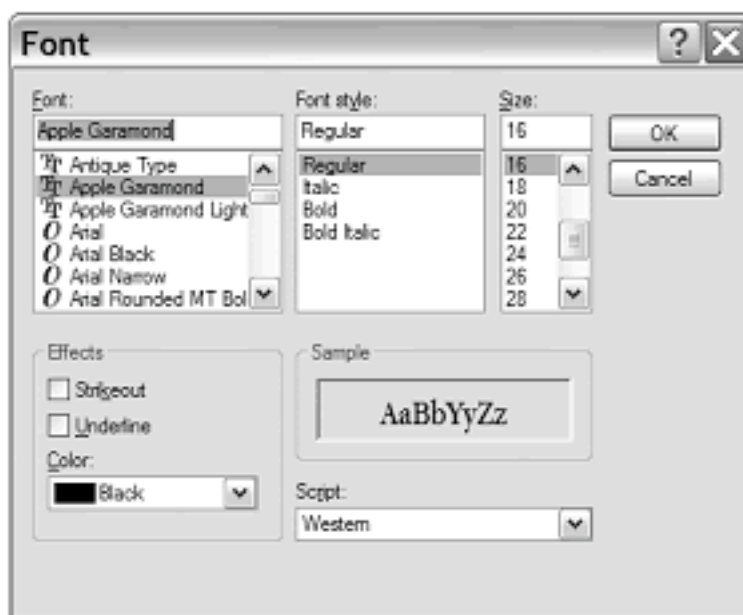 Font
Font:
Font style:
Size:
Apple Garamond
Regular
16
OK
Cancel
Antique Type
Apple Garamond
Apple Garamond Light
Arial
Arial Black
Arial Narrow
Arial Rounded MT Bol
Regular
Italic
Bold
Bold Italic
16
18
20
22
24
26
28
Effects
Strikeout
Underline
Color:
Black
Sample
AaBbYyZz
Script:
Western